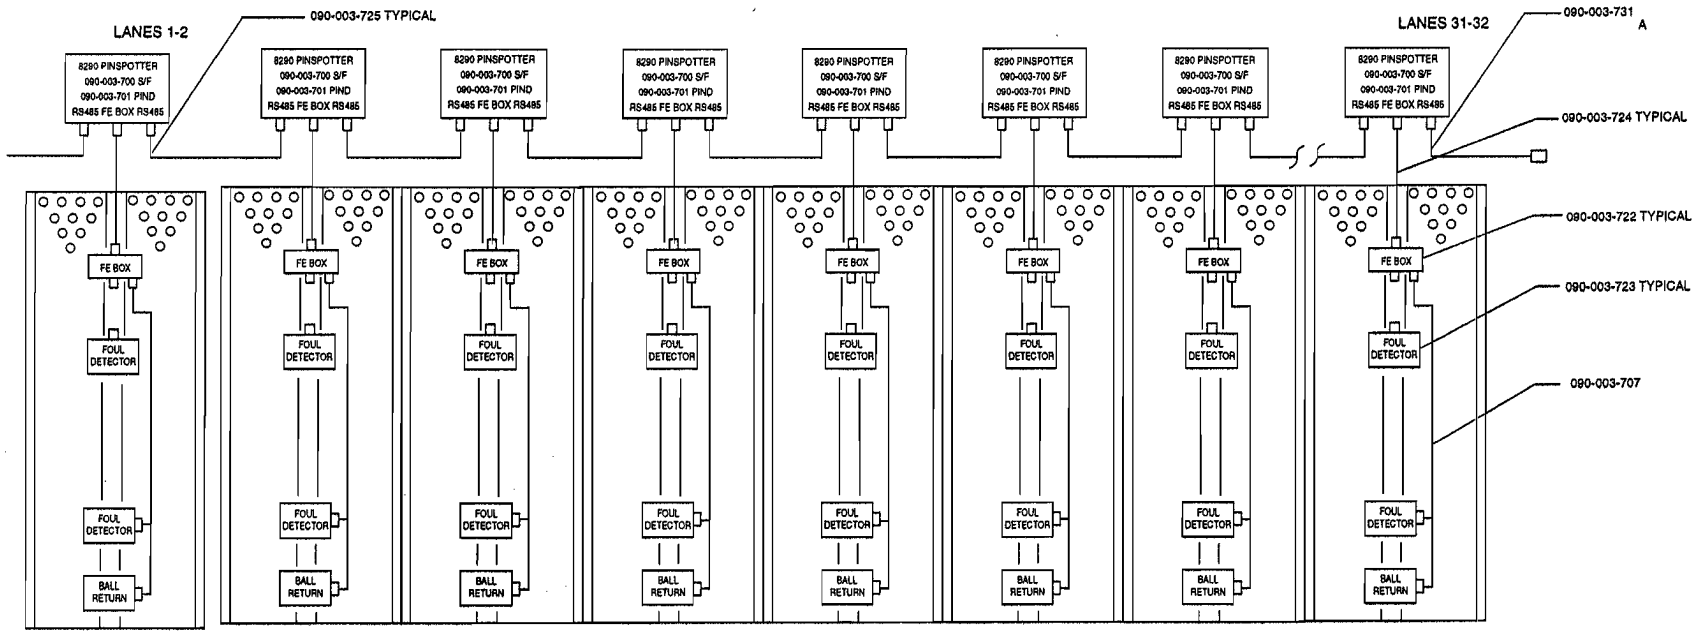 090-003-725 TYPICAL
LANES 1-2
LANES 31-32
090-003-731
A
8290 PINSPOTTER
090-003-700 S/F
090-003-701 PIND
RS485 FE BOX RS485
8290 PINSPOTTER
090-003-700 S/F
090-003-701 PIND
RS485 FE BOX RS485
8290 PINSPOTTER
090-003-700 S/F
090-003-701 PIND
RS485 FE BOX RS485
8290 PINSPOTTER
090-003-700 S/F
090-003-701 PIND
RS485 FE BOX RS485
8290 PINSPOTTER
090-003-700 S/F
090-003-701 PIND
RS485 FE BOX RS485
8290 PINSPOTTER
090-003-700 S/F
090-003-701 PIND
RS485 FE BOX RS485
8290 PINSPOTTER
090-003-700 S/F
090-003-701 PIND
RS485 FE BOX RS485
8290 PINSPOTTER
090-003-700 S/F
090-003-701 PIND
RS485 FE BOX RS485
090-003-724 TYPICAL
090-003-722 TYPICAL
FE BOX
FE BOX
FE BOX
FE BOX
FE BOX
FE BOX
FE BOX
FE BOX
090-003-723 TYPICAL
FOUL
DETECTOR
FOUL
DETECTOR
FOUL
DETECTOR
FOUL
DETECTOR
FOUL
DETECTOR
FOUL
DETECTOR
FOUL
DETECTOR
FOUL
DETECTOR
090-003-707
FOUL
DETECTOR
FOUL
DETECTOR
FOUL
DETECTOR
FOUL
DETECTOR
FOUL
DETECTOR
FOUL
DETECTOR
FOUL
DETECTOR
FOUL
DETECTOR
BALL
RETURN
BALL
RETURN
BALL
RETURN
BALL
RETURN
BALL
RETURN
BALL
RETURN
BALL
RETURN
BALL
RETURN